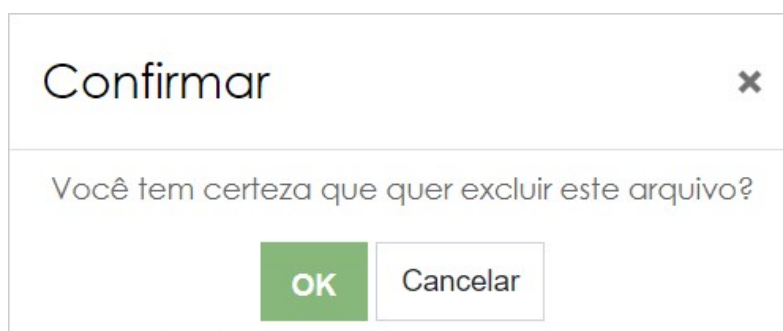 Confirmar
Você tem certeza que quer excluir este arquivo?
OK Cancelar